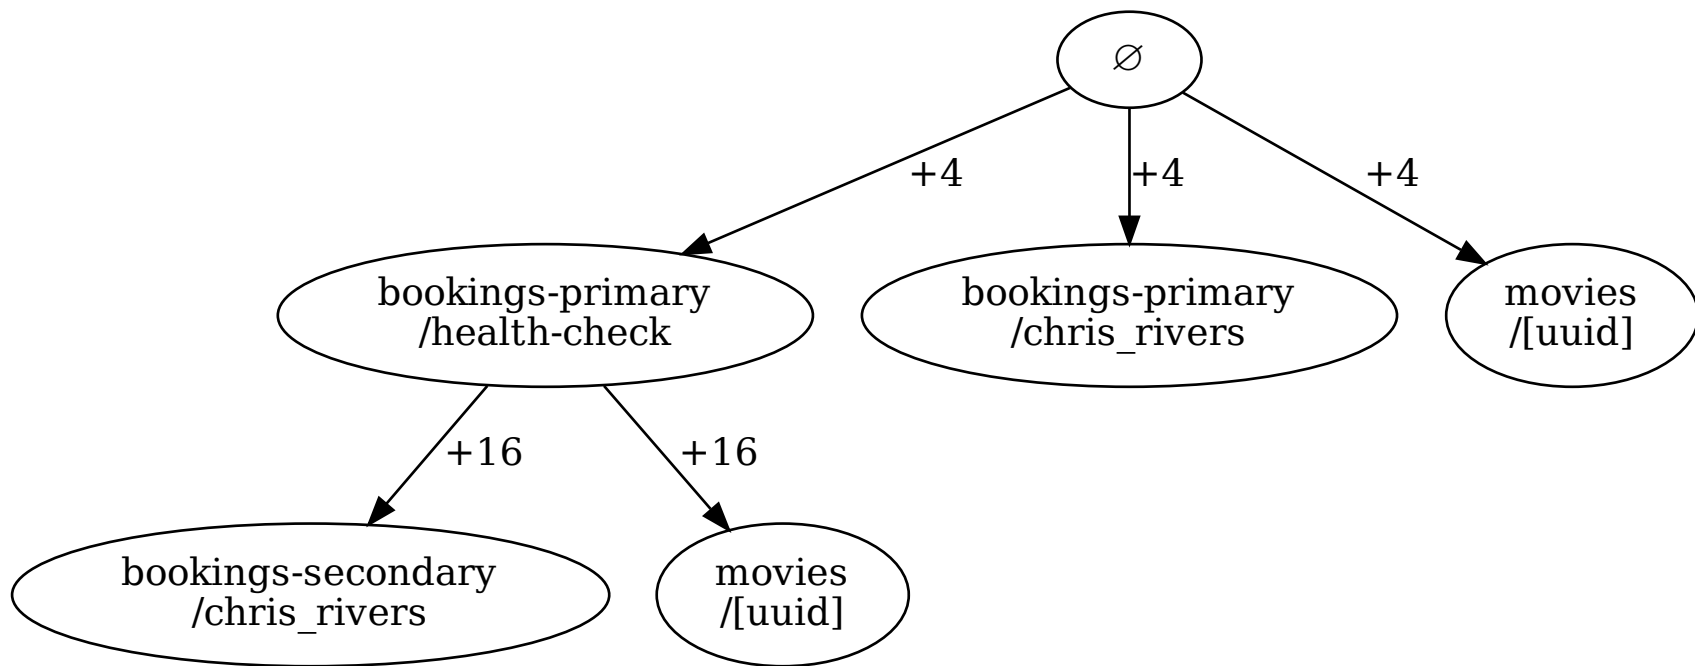 ∅
+4
+4
+4
bookings-primary
/health-check
bookings-primary
/chris_rivers
movies
/[uuid]
+16
+16
bookings-secondary
/chris_rivers
movies
/[uuid]